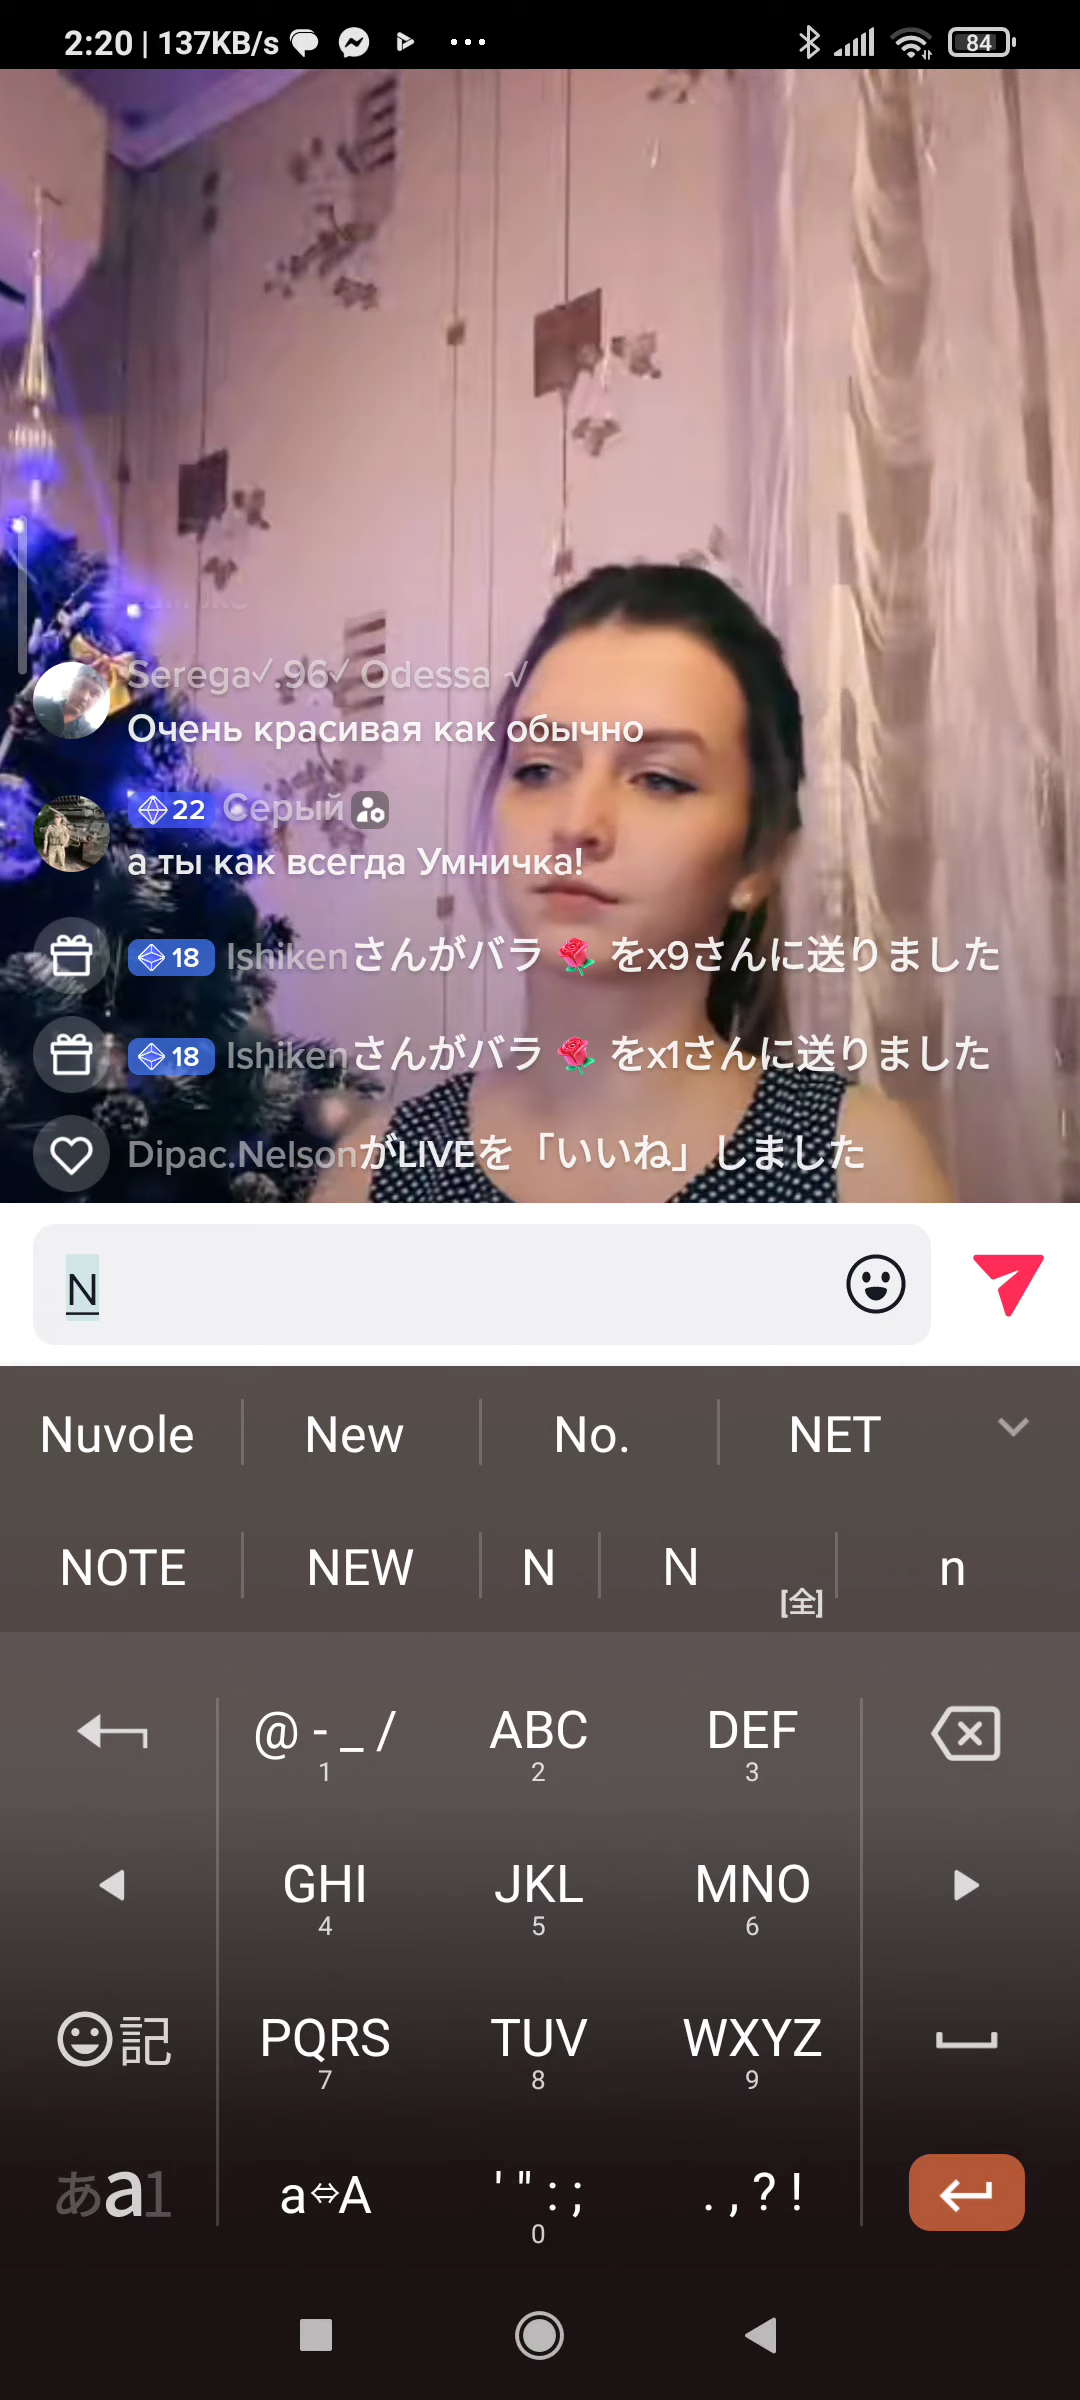 2:20 | 137KB/s
84
Serega✓.96✓ Odessa √
Очень красивая как обычно
22 Серый
а ты как всегда Умничка!
18 Ishikenさんがバラ 🌹 をx9さんに送りました
18 Ishikenさんがバラ 🌹 をx1さんに送りました
Dipac.NelsonがLIVEを「いいね」しました
N
Nuvole New No. NET
NOTE NEW N N [全] n
@ - _ / ABC DEF
1 2 3
GHI JKL MNO
4 5 6
記 PQRS TUV WXYZ
7 8 9
あa1 a⇔A ' " : ; . , ? !
0